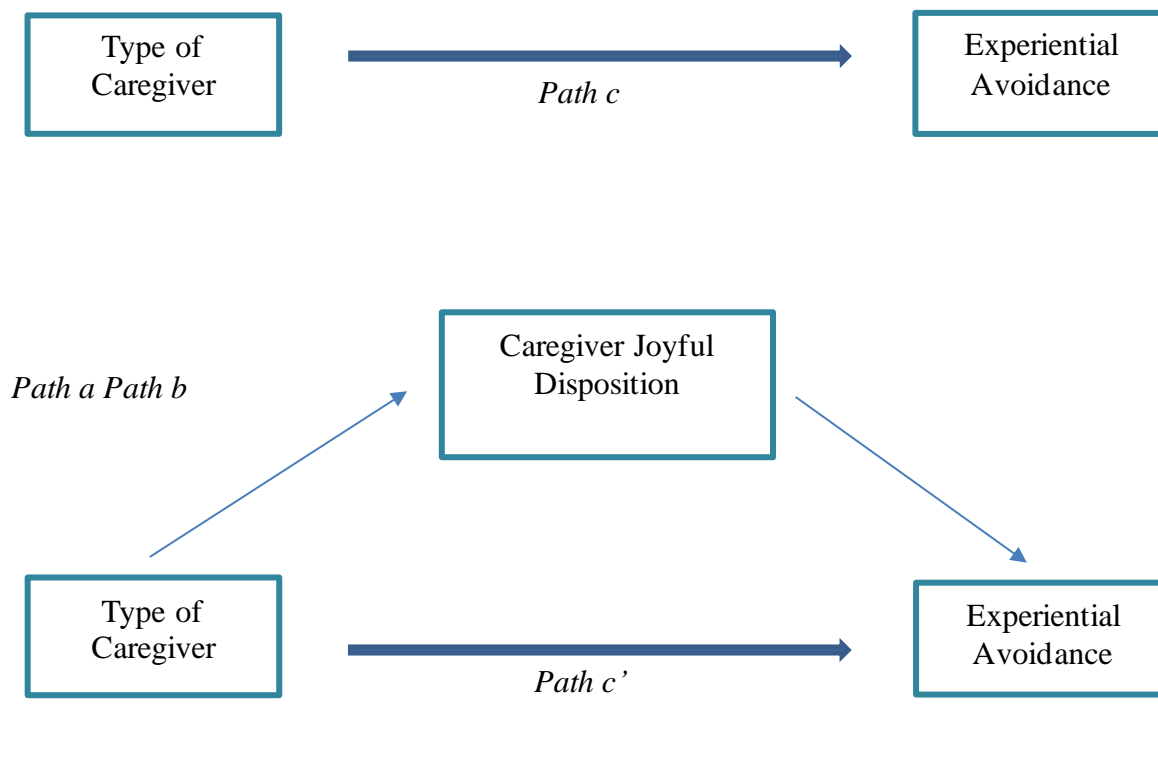 Type of
Caregiver
Path c
Experiential
Avoidance
Caregiver Joyful
Disposition
Path a Path b
Type of
Caregiver
Path c’
Experiential
Avoidance